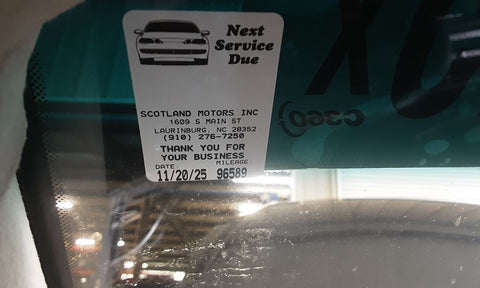 Next
Service
Due
SCOTLAND MOTORS INC
1609 S MAIN ST
LAURINBURG, NC 28352
(910) 276-7250
THANK YOU FOR
YOUR BUSINESS
DATE: MILEAGE:
11/20/25 96589